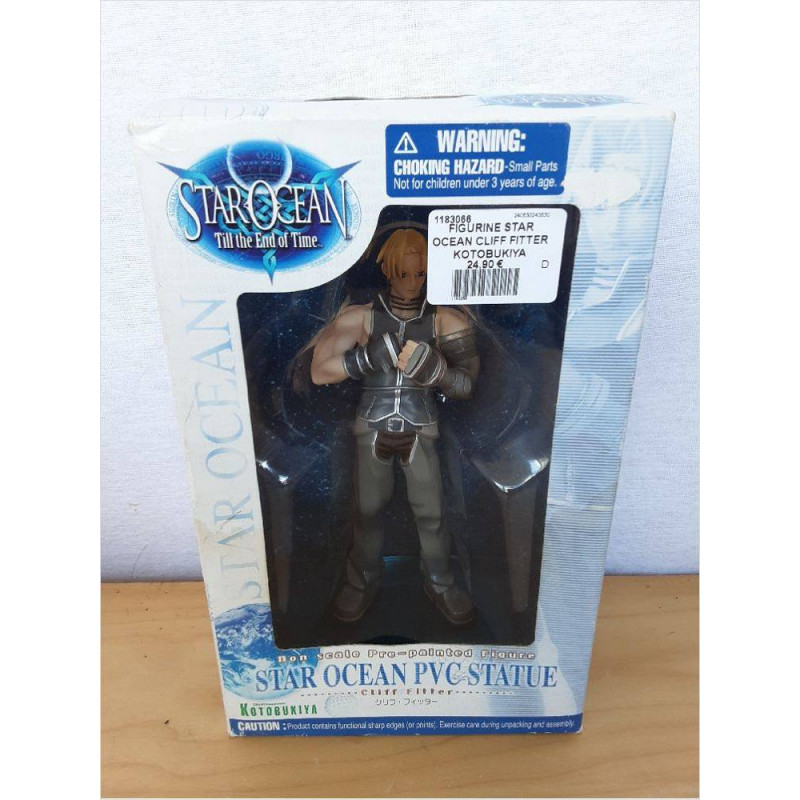 STAR OCEAN
Till the End of Time
WARNING:
CHOKING HAZARD-Small Parts
Not for children under 3 years of age.
1183066
FIGURINE STAR
OCEAN CLIFF FITTER
KOTOBUKIYA
24.90 €
D
STAR OCEAN
Non scale Pre-painted Figure
STAR OCEAN PVC STATUE
Cliff Fitter
クリフ・フィッター
KOTOBUKIYA
CAUTION: Product contains functional sharp edges (or points). Exercise care during unpacking and assembly.